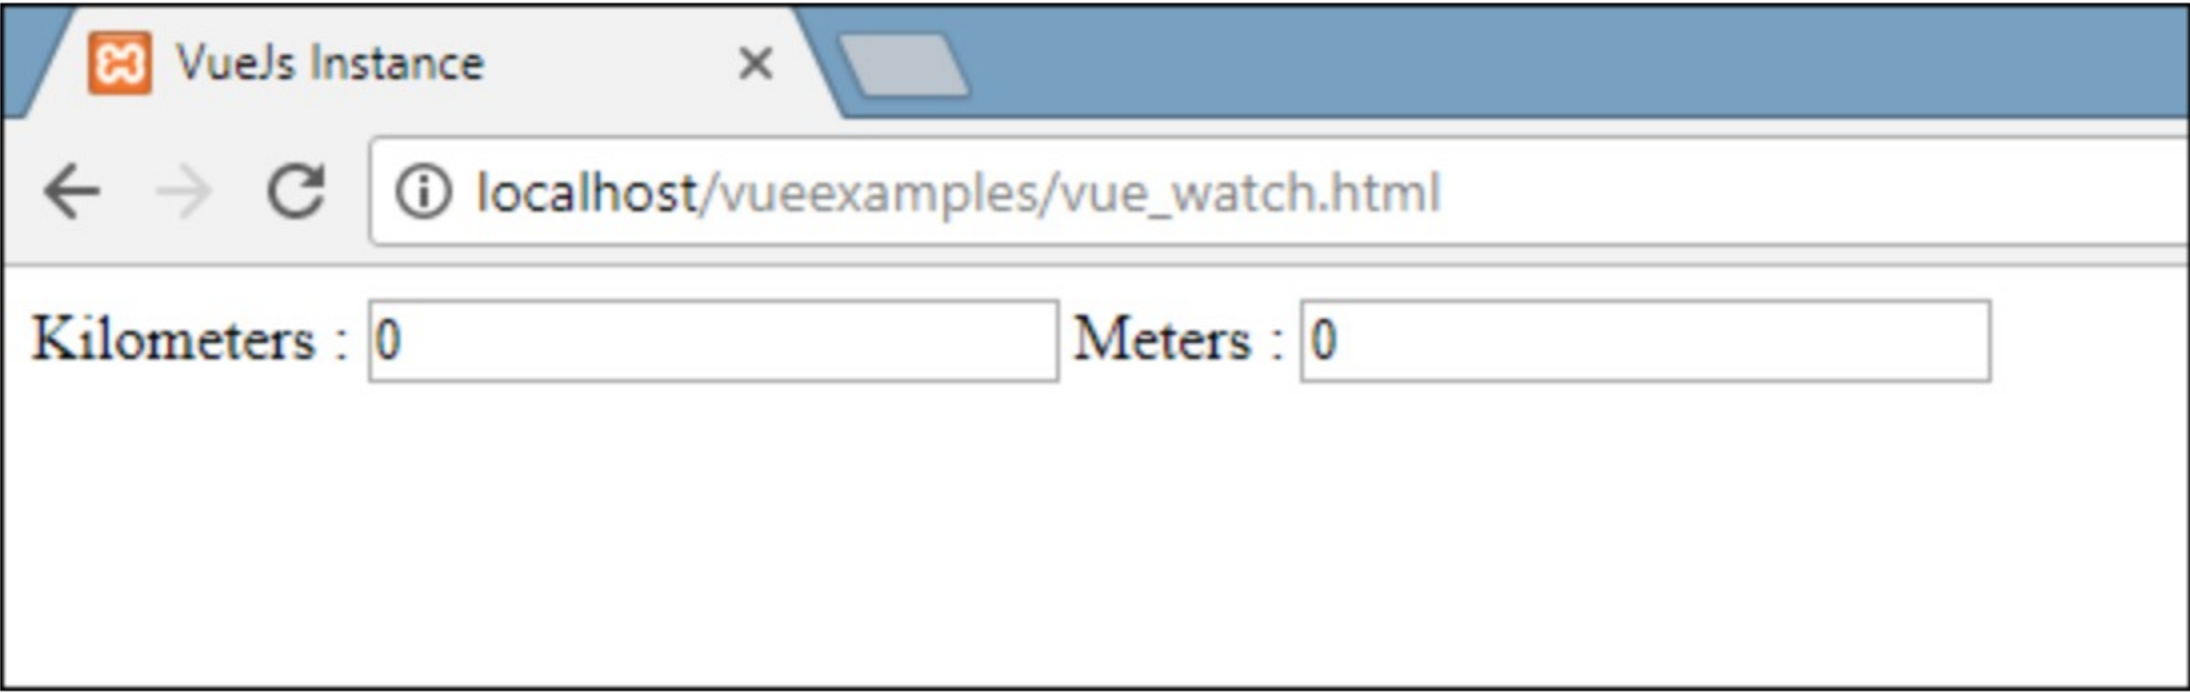 VueJs Instance
localhost/vueexamples/vue_watch.html
Kilometers : 0 Meters : 0